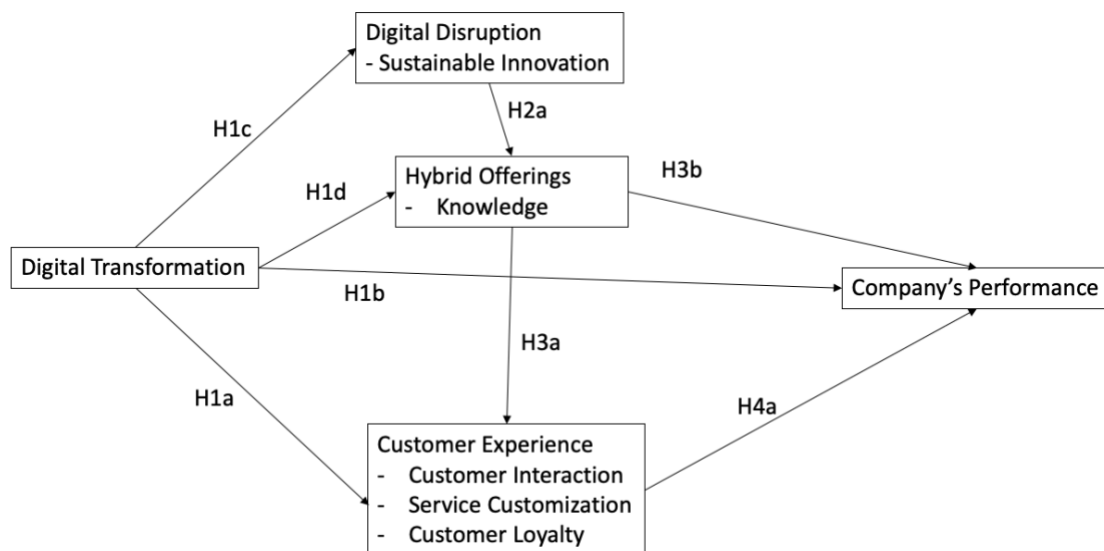 Digital Disruption
- Sustainable Innovation
H2a
H1c
Hybrid Offerings
- Knowledge
H3b
H1d
Digital Transformation
H1b
Company's Performance
H3a
H1a
H4a
Customer Experience
- Customer Interaction
- Service Customization
- Customer Loyalty